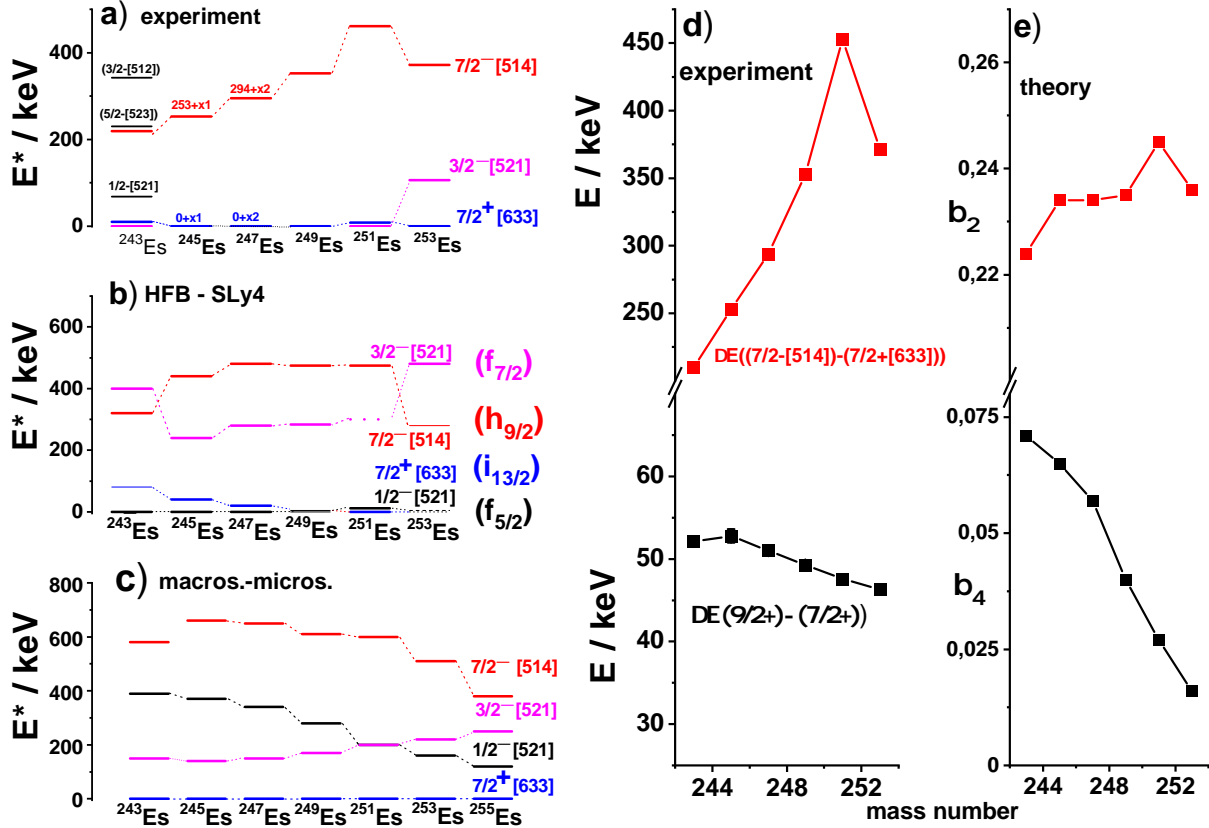 a) experiment
E* / keV
400
200
0
(3/2-[512])
(5/2-[523])
1/2-[521]
253+x1
294+x2
0+x1
0+x2
7/2−[514]
3/2−[521]
7/2+[633]
243Es
245Es
247Es
249Es
251Es
253Es
b) HFB - SLy4
E* / keV
600
400
200
0
3/2−[521]
7/2−[514]
7/2+[633]
1/2−[521]
(f7/2)
(h9/2)
(i13/2)
(f5/2)
243Es
245Es
247Es
249Es
251Es
253Es
c) macros.-micros.
E* / keV
800
600
400
200
0
7/2− [514]
3/2−[521]
1/2−[521]
7/2+[633]
243Es
245Es
247Es
249Es
251Es
253Es
255Es
d)
experiment
E / keV
450
400
350
300
250
DE((7/2-[514])-(7/2+[633]))
E / keV
60
50
40
30
DE(9/2+)- (7/2+))
244
248
252
mass number
e)
theory
0,26
0,24
b2
0,22
0,075
0,05
b4
0,025
0
244
248
252